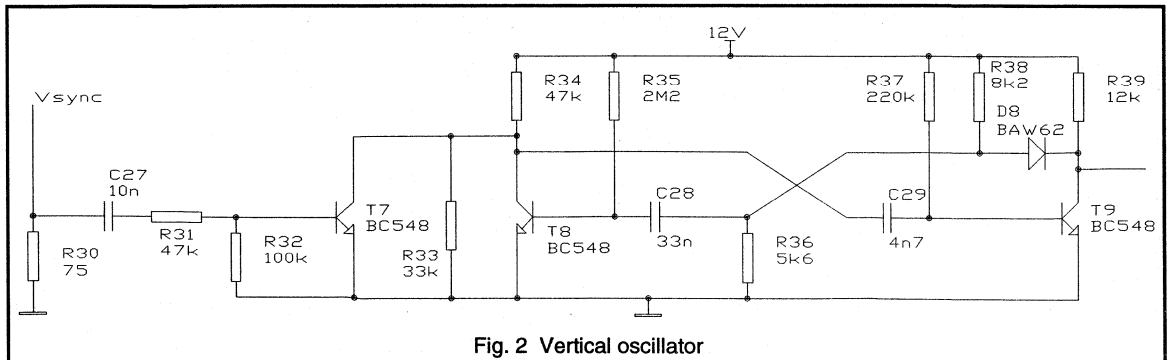 12V
Vsync
R34
47k
R35
2M2
R37
220k
R38
8k2
R39
12k
D8
BAW62
C27
10n
R31
47k
R30
75
R32
100k
T7
BC548
R33
33k
T8
BC548
C28
33n
R36
5k6
C29
4n7
T9
BC548
Fig. 2 Vertical oscillator